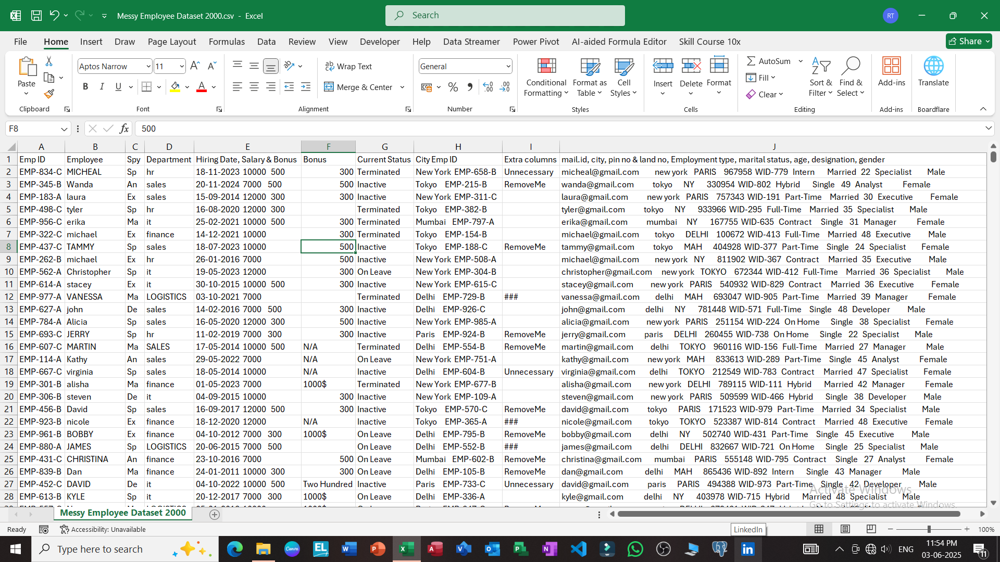 Messy Employee Dataset 2000.csv - Excel
Search
RT
File Home Insert Draw Page Layout Formulas Data Review View Developer Help Data Streamer Power Pivot AI-aided Formula Editor Skill Course 10x Share
Aptos Narrow 11 Wrap Text General AutoSum
Paste B I U Merge & Center % Conditional Formatting Format as Table Cell Styles Insert Delete Format Fill Clear Sort & Filter Find & Select Add-ins Translate
Clipboard Font Alignment Number Styles Cells Editing Add-ins Boardflare
F8 fx 500
A B C D E F G H I J
1 Emp ID Employee Spy Department Hiring Date, Salary & Bonus Bonus Current Status City Emp ID Extra columns mail.id, city, pin no & land no, Employment type, marital status, age, designation, gender
2 EMP-834-C MICHEAL Sp hr 18-11-2023 10000 500 300 Terminated New York EMP-658-B Unnecessary micheal@gmail.com new york PARIS 967958 WID-779 Intern Married 22 Specialist Male
3 EMP-345-B Wanda An sales 20-11-2024 7000 500 500 Inactive Tokyo EMP-215-B RemoveMe wanda@gmail.com tokyo NY 330954 WID-802 Hybrid Single 49 Analyst Female
4 EMP-183-A laura Ex sales 15-09-2014 12000 300 300 Inactive New York EMP-311-C laura@gmail.com new york PARIS 757343 WID-191 Part-Time Married 30 Executive Female
5 EMP-498-C tyler Sp hr 16-08-2020 12000 300 Terminated Tokyo EMP-382-B tyler@gmail.com tokyo NY 933966 WID-295 Full-Time Married 35 Specialist Male
6 EMP-956-C erika Ma it 25-02-2021 10000 500 300 Terminated Mumbai EMP-797-A erika@gmail.com mumbai NY 167755 WID-635 Contract Single 31 Manager Female
7 EMP-322-C michael Ex finance 14-12-2021 10000 300 Terminated Tokyo EMP-154-B michael@gmail.com tokyo DELHI 100672 WID-413 Full-Time Married 48 Executive Male
8 EMP-437-C TAMMY Sp sales 18-07-2023 10000 500 Inactive Tokyo EMP-188-C RemoveMe tammy@gmail.com tokyo MAH 404928 WID-377 Part-Time Single 24 Specialist Female
9 EMP-262-B michael Ex hr 26-01-2016 7000 500 Inactive New York EMP-508-A michael@gmail.com new york NY 811902 WID-367 Contract Married 35 Executive Male
10 EMP-562-A Christopher Sp it 19-05-2023 12000 300 On Leave New York EMP-304-B christopher@gmail.com new york TOKYO 672344 WID-412 Full-Time Married 36 Specialist Male
11 EMP-614-A stacey Ex it 30-10-2015 10000 500 300 Inactive New York EMP-615-C stacey@gmail.com new york PARIS 540932 WID-829 Contract Married 36 Executive Female
12 EMP-977-A VANESSA Ma LOGISTICS 03-10-2021 7000 Terminated Delhi EMP-729-B ### vanessa@gmail.com delhi MAH 693047 WID-905 Part-Time Married 39 Manager Female
13 EMP-627-A john De sales 14-02-2016 7000 500 300 Inactive Delhi EMP-926-C john@gmail.com delhi NY 781448 WID-571 Full-Time Single 48 Developer Male
14 EMP-784-A Alicia Sp sales 16-05-2020 12000 300 500 Inactive New York EMP-985-A alicia@gmail.com new york PARIS 251154 WID-224 On Home Single 38 Specialist Female
15 EMP-693-C JERRY Sp hr 11-02-2019 7000 300 300 Inactive Paris EMP-924-B RemoveMe jerry@gmail.com paris DELHI 260455 WID-738 On Home Single 22 Specialist Male
16 EMP-607-C MARTIN Ma SALES 17-05-2014 10000 500 N/A Terminated Delhi EMP-554-B RemoveMe martin@gmail.com delhi TOKYO 960116 WID-156 Full-Time Married 27 Manager Male
17 EMP-114-A Kathy An sales 29-05-2022 7000 N/A On Leave New York EMP-751-A kathy@gmail.com new york MAH 833613 WID-289 Part-Time Single 45 Analyst Female
18 EMP-667-C virginia Sp sales 18-05-2014 10000 N/A Inactive Delhi EMP-604-B Unnecessary virginia@gmail.com delhi TOKYO 212549 WID-783 Contract Married 47 Specialist Female
19 EMP-301-B alisha Ma finance 01-05-2023 7000 1000$ Terminated New York EMP-677-B alisha@gmail.com new york DELHI 789115 WID-111 Hybrid Married 42 Manager Female
20 EMP-306-B steven De it 04-09-2015 10000 300 Inactive New York EMP-109-A steven@gmail.com new york PARIS 509599 WID-466 Hybrid Single 38 Developer Male
21 EMP-456-B David Sp sales 16-09-2017 12000 500 300 Inactive Tokyo EMP-570-C RemoveMe david@gmail.com tokyo PARIS 171523 WID-979 Part-Time Married 34 Specialist Male
22 EMP-923-B nicole Ex finance 18-12-2020 12000 N/A Inactive Tokyo EMP-365-A ### nicole@gmail.com tokyo TOKYO 523387 WID-814 Contract Married 48 Executive Female
23 EMP-961-B BOBBY Ex finance 04-10-2012 7000 300 1000$ On Leave Delhi EMP-795-B RemoveMe bobby@gmail.com delhi NY 502740 WID-431 Part-Time Single 45 Executive Male
24 EMP-880-A JAMES Sp LOGISTICS 20-06-2015 7000 500 On Leave Delhi EMP-552-B ### james@gmail.com delhi DELHI 832667 WID-721 On Home Single 25 Specialist Male
25 EMP-431-C CHRISTINA An finance 23-10-2016 7000 500 On Leave Mumbai EMP-602-B RemoveMe christina@gmail.com mumbai PARIS 555148 WID-795 Contract Single 27 Analyst Female
26 EMP-839-B Dan Ma finance 24-01-2011 10000 300 300 On Leave Delhi EMP-105-B RemoveMe dan@gmail.com delhi MAH 865436 WID-892 Intern Single 43 Manager Male
27 EMP-452-C DAVID De it 04-10-2022 10000 500 Two Hundred Inactive Paris EMP-733-C Unnecessary david@gmail.com paris PARIS 494388 WID-973 Part-Time Single 42 Developer Male
28 EMP-613-B KYLE Sp it 20-12-2017 7000 300 1000$ On Leave Delhi EMP-336-A kyle@gmail.com delhi NY 403978 WID-715 Hybrid Married 48 Specialist Male
Activate Windows
Go to Settings to activate Windows.
Messy Employee Dataset 2000
Ready Accessibility: Unavailable LinkedIn 100%
Type here to search ENG 11:54 PM
03-06-2025 11